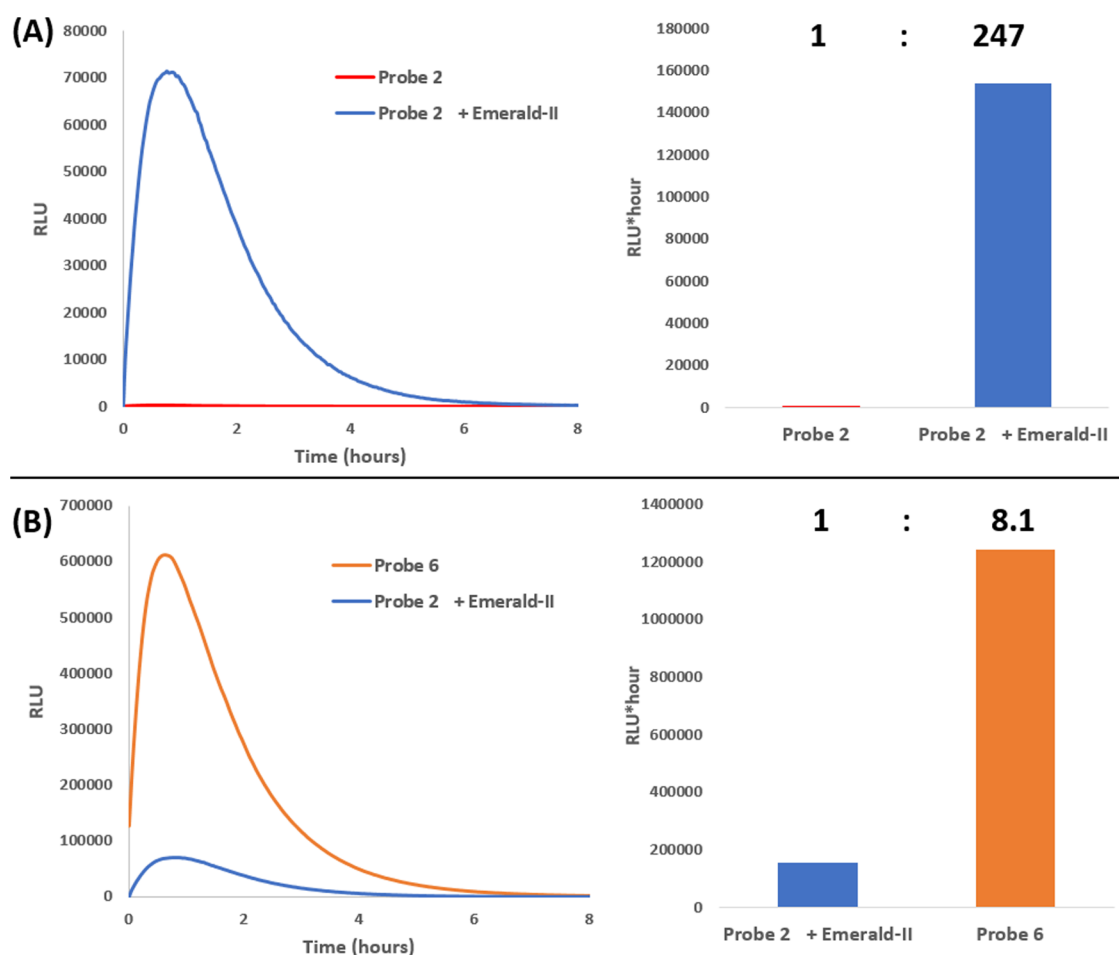 (A)
80000
70000
60000
50000
40000
30000
20000
10000
0
RLU
0 2 4 6 8
Time (hours)
Probe 2
Probe 2 + Emerald-II
1 : 247
180000
160000
140000
120000
100000
80000
60000
40000
20000
0
RLU*hour
Probe 2 Probe 2 + Emerald-II
(B)
700000
600000
500000
400000
300000
200000
100000
0
RLU
0 2 4 6 8
Time (hours)
Probe 6
Probe 2 + Emerald-II
1 : 8.1
1400000
1200000
1000000
800000
600000
400000
200000
0
RLU*hour
Probe 2 + Emerald-II Probe 6